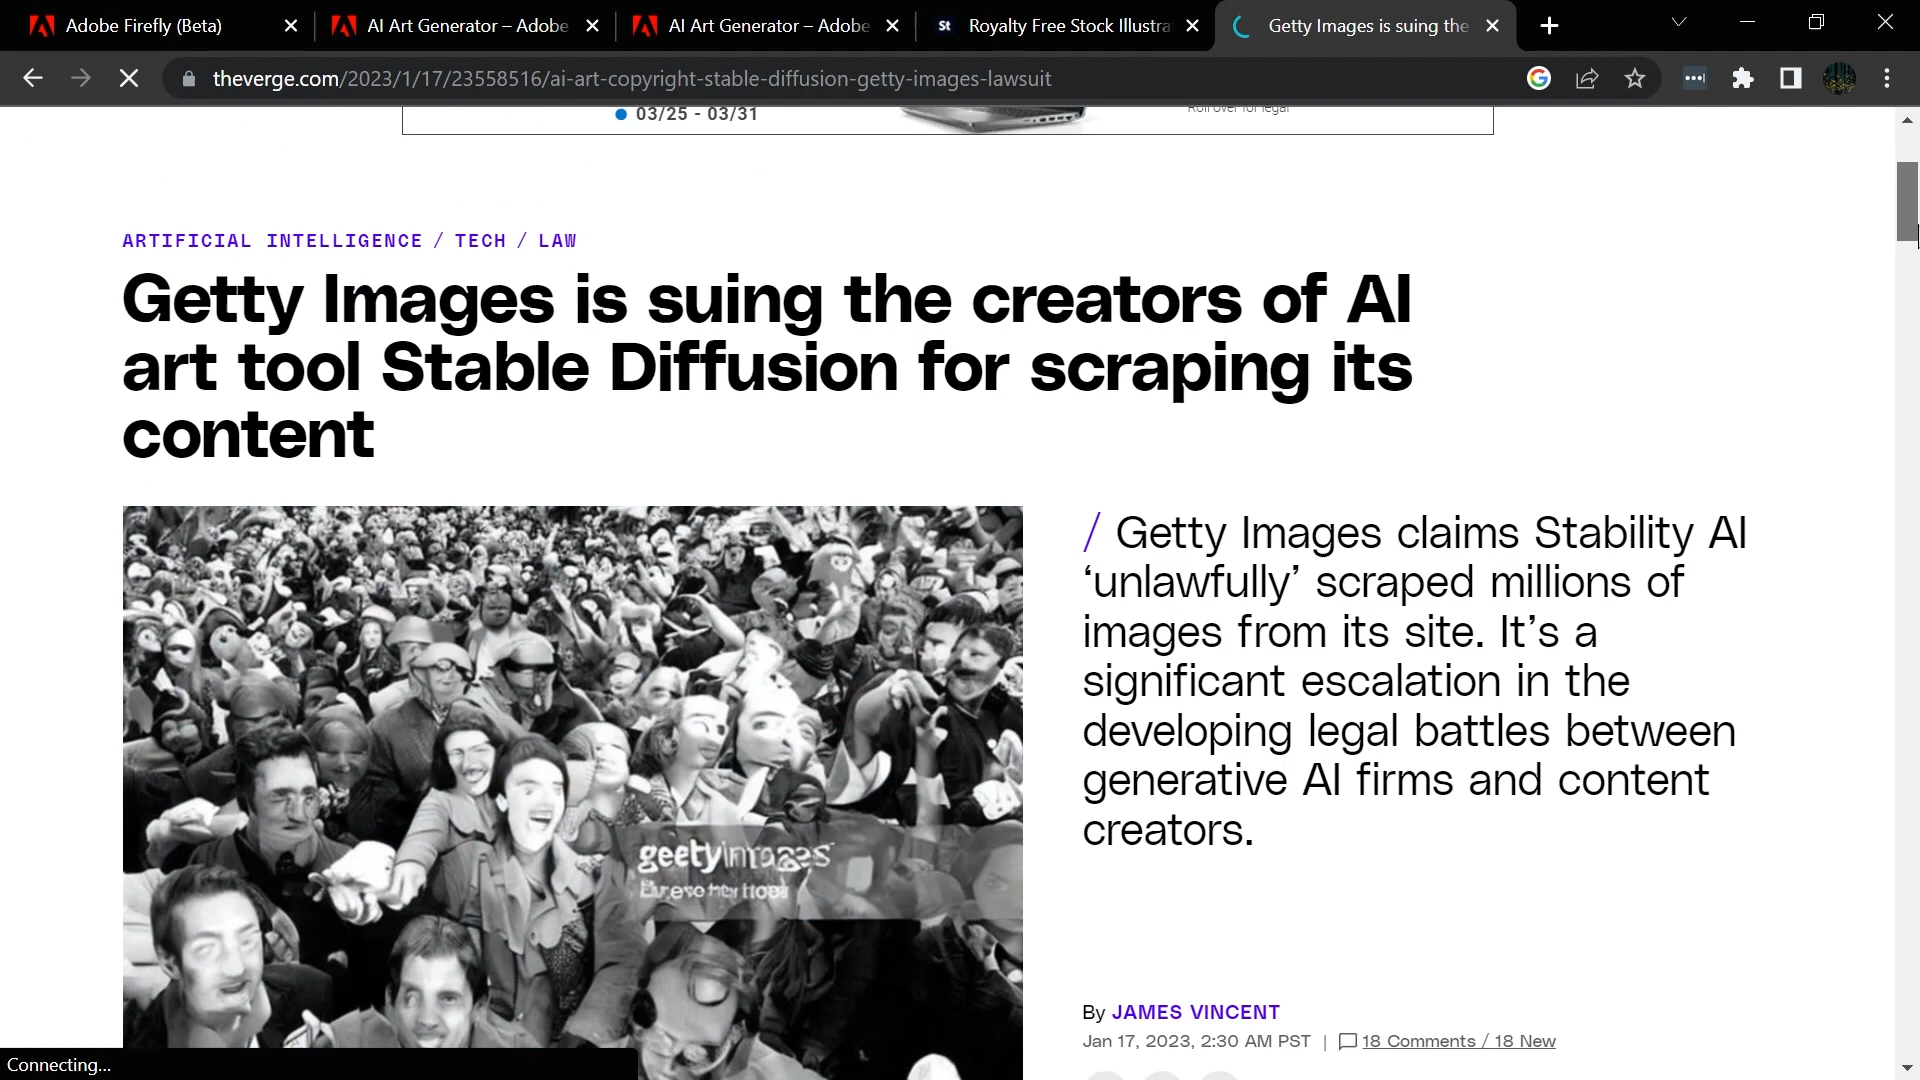 Adobe Firefly (Beta)
AI Art Generator – Adobe
AI Art Generator – Adobe
St
Royalty Free Stock Illustra
Getty Images is suing the
theverge.com/2023/1/17/23558516/ai-art-copyright-stable-diffusion-getty-images-lawsuit
03/25 - 03/31
Roll over for legal
ARTIFICIAL INTELLIGENCE / TECH / LAW
Getty Images is suing the creators of AI
art tool Stable Diffusion for scraping its
content
/ Getty Images claims Stability AI
‘unlawfully’ scraped millions of
images from its site. It’s a
significant escalation in the
developing legal battles between
generative AI firms and content
creators.
By JAMES VINCENT
Jan 17, 2023, 2:30 AM PST | 18 Comments / 18 New
Connecting...